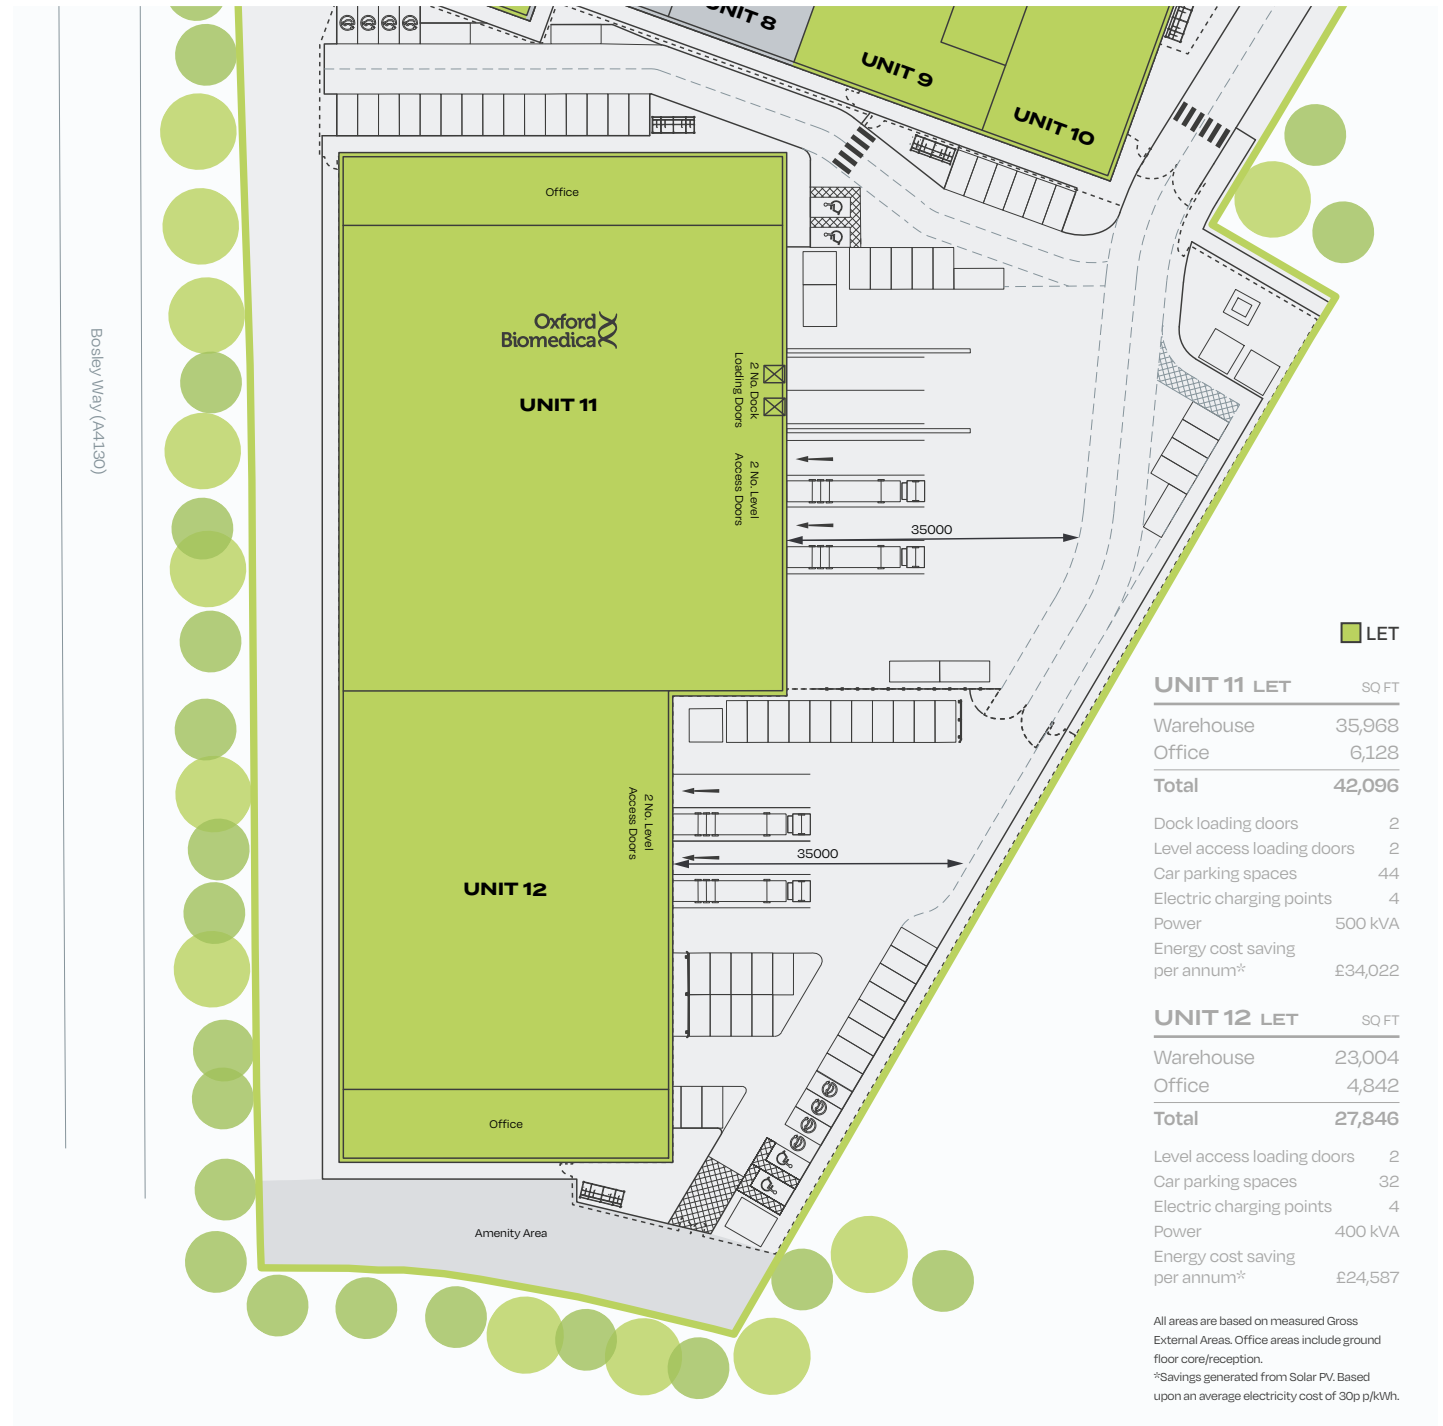 UNIT 8
UNIT 9
UNIT 10
Office
Oxford
Biomedica
UNIT 11
2 No. Dock
Loading Doors
2 No. Level
Access Doors
35000
Bosley Way (A4130)
2 No. Level
Access Doors
35000
UNIT 12
Office
Amenity Area
LET
UNIT 11 LET SQ FT
Warehouse 35,968
Office 6,128
Total 42,096
Dock loading doors 2
Level access loading doors 2
Car parking spaces 44
Electric charging points 4
Power 500 kVA
Energy cost saving
per annum* £34,022
UNIT 12 LET SQ FT
Warehouse 23,004
Office 4,842
Total 27,846
Level access loading doors 2
Car parking spaces 32
Electric charging points 4
Power 400 kVA
Energy cost saving
per annum* £24,587
All areas are based on measured Gross
External Areas. Office areas include ground
floor core/reception.
*Savings generated from Solar PV. Based
upon an average electricity cost of 30p p/kWh.